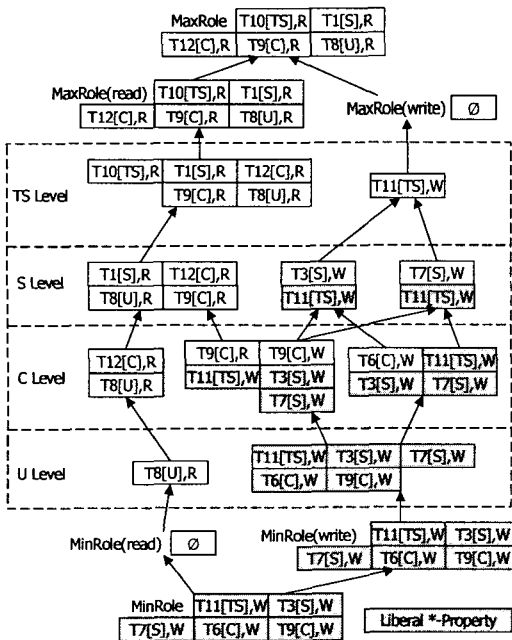 MaxRole T10[TS],R T1[S],R
T12[C],R T9[C],R T8[U],R
MaxRole(read) T10[TS],R T1[S],R
T12[C],R T9[C],R T8[U],R
MaxRole(write) Ø
TS Level
T10[TS],R T1[S],R T12[C],R
T9[C],R T8[U],R
T11[TS],W
S Level
T1[S],R T12[C],R
T8[U],R T9[C],R
T3[S],W
T11[TS],W
T7[S],W
T11[TS],W
C Level
T12[C],R
T8[U],R
T9[C],R T9[C],W
T11[TS],W T3[S],W
T7[S],W
T6[C],W T11[TS],W
T3[S],W T7[S],W
U Level
T8[U],R
T11[TS],W T3[S],W T7[S],W
T6[C],W T9[C],W
MinRole(read) Ø
MinRole(write) T11[TS],W T3[S],W
T7[S],W T6[C],W T9[C],W
MinRole T11[TS],W T3[S],W
T7[S],W T6[C],W T9[C],W
Liberal *-Property